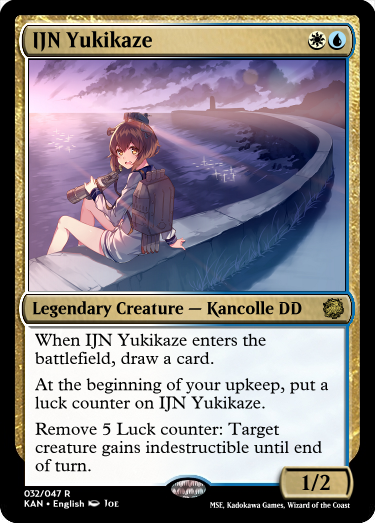 IJN Yukikaze
Legendary Creature — Kancolle DD
When IJN Yukikaze enters the
battlefield, draw a card.
At the beginning of your upkeep, put a
luck counter on IJN Yukikaze.
Remove 5 Luck counter: Target
creature gains indestructible until end
of turn.
1/2
032/047 R
KAN • English JOE
MSE, Kadokawa Games, Wizard of the Coast